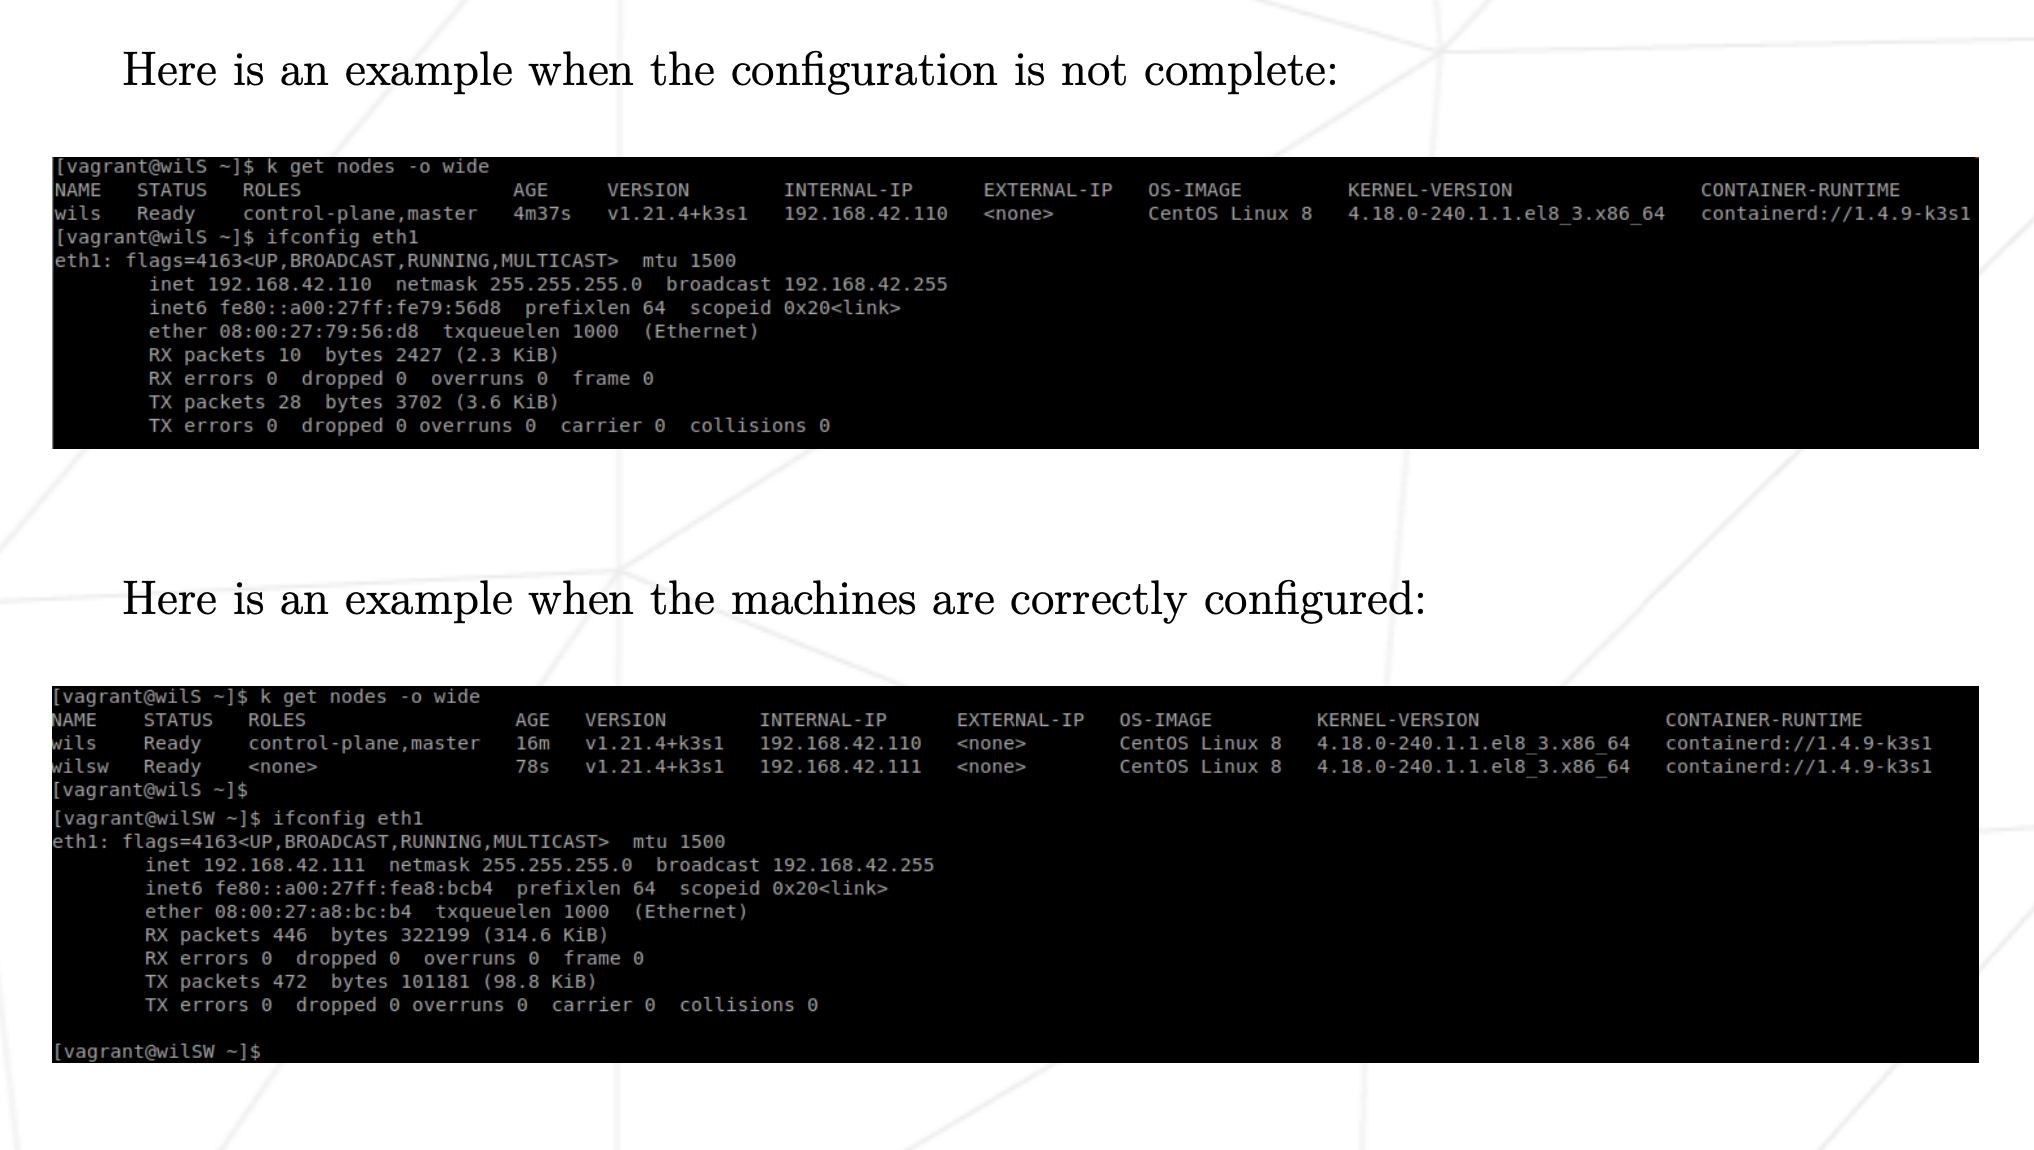 Here is an example when the configuration is not complete:
[vagrant@wilS ~]$ k get nodes -o wide
NAME   STATUS   ROLES                  AGE     VERSION        INTERNAL-IP      EXTERNAL-IP   OS-IMAGE         KERNEL-VERSION                CONTAINER-RUNTIME
wils   Ready    control-plane,master   4m37s   v1.21.4+k3s1   192.168.42.110   <none>        CentOS Linux 8   4.18.0-240.1.1.el8_3.x86_64   containerd://1.4.9-k3s1
[vagrant@wilS ~]$ ifconfig eth1
eth1: flags=4163<UP,BROADCAST,RUNNING,MULTICAST>  mtu 1500
        inet 192.168.42.110  netmask 255.255.255.0  broadcast 192.168.42.255
        inet6 fe80::a00:27ff:fe79:56d8  prefixlen 64  scopeid 0x20<link>
        ether 08:00:27:79:56:d8  txqueuelen 1000  (Ethernet)
        RX packets 10  bytes 2427 (2.3 KiB)
        RX errors 0  dropped 0  overruns 0  frame 0
        TX packets 28  bytes 3702 (3.6 KiB)
        TX errors 0  dropped 0 overruns 0  carrier 0  collisions 0
Here is an example when the machines are correctly configured:
[vagrant@wilS ~]$ k get nodes -o wide
NAME    STATUS   ROLES                  AGE   VERSION        INTERNAL-IP      EXTERNAL-IP   OS-IMAGE         KERNEL-VERSION                CONTAINER-RUNTIME
wils    Ready    control-plane,master   16m   v1.21.4+k3s1   192.168.42.110   <none>        CentOS Linux 8   4.18.0-240.1.1.el8_3.x86_64   containerd://1.4.9-k3s1
wilsw   Ready    <none>                 78s   v1.21.4+k3s1   192.168.42.111   <none>        CentOS Linux 8   4.18.0-240.1.1.el8_3.x86_64   containerd://1.4.9-k3s1
[vagrant@wilS ~]$
[vagrant@wilSW ~]$ ifconfig eth1
eth1: flags=4163<UP,BROADCAST,RUNNING,MULTICAST>  mtu 1500
        inet 192.168.42.111  netmask 255.255.255.0  broadcast 192.168.42.255
        inet6 fe80::a00:27ff:fea8:bcb4  prefixlen 64  scopeid 0x20<link>
        ether 08:00:27:a8:bc:b4  txqueuelen 1000  (Ethernet)
        RX packets 446  bytes 322199 (314.6 KiB)
        RX errors 0  dropped 0  overruns 0  frame 0
        TX packets 472  bytes 101181 (98.8 KiB)
        TX errors 0  dropped 0 overruns 0  carrier 0  collisions 0
[vagrant@wilSW ~]$